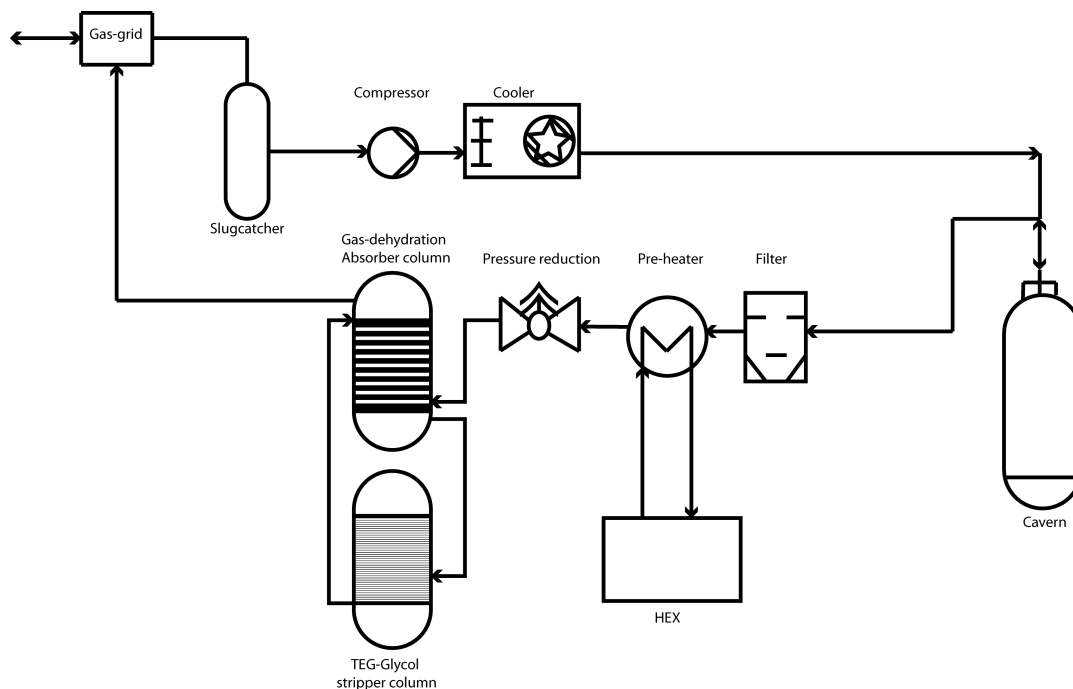 Gas-grid
Compressor
Cooler
Slugcatcher
Gas-dehydration
Absorber column
Pressure reduction
Pre-heater
Filter
Cavern
HEX
TEG-Glycol
stripper column